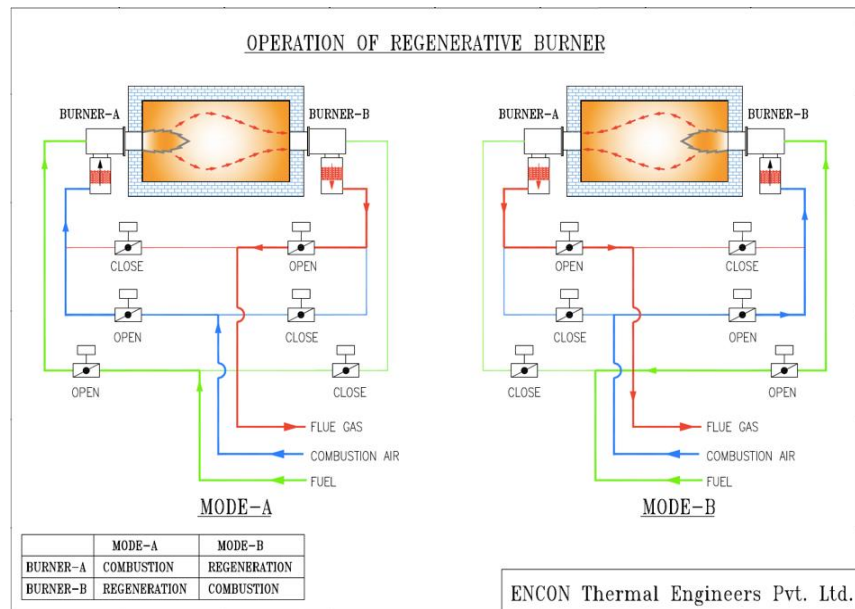 OPERATION OF REGENERATIVE BURNER
BURNER-A
BURNER-B
CLOSE
OPEN
OPEN
CLOSE
OPEN
CLOSE
FLUE GAS
COMBUSTION AIR
FUEL
MODE-A
BURNER-A
BURNER-B
OPEN
CLOSE
CLOSE
OPEN
CLOSE
OPEN
FLUE GAS
COMBUSTION AIR
FUEL
MODE-B
MODE-A MODE-B
BURNER-A COMBUSTION REGENERATION
BURNER-B REGENERATION COMBUSTION
ENCON Thermal Engineers Pvt. Ltd.